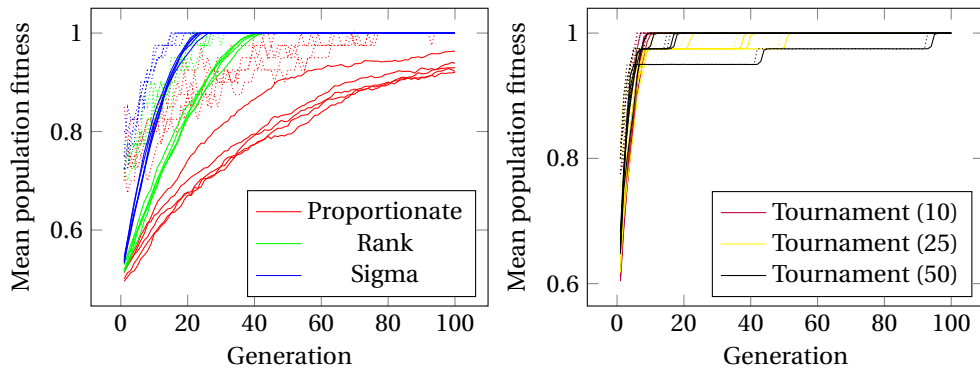 1
0.8
0.6
Mean population fitness
Proportionate
Rank
Sigma
0
20
40
60
80
100
Generation
1
0.8
0.6
Mean population fitness
Tournament (10)
Tournament (25)
Tournament (50)
0
20
40
60
80
100
Generation